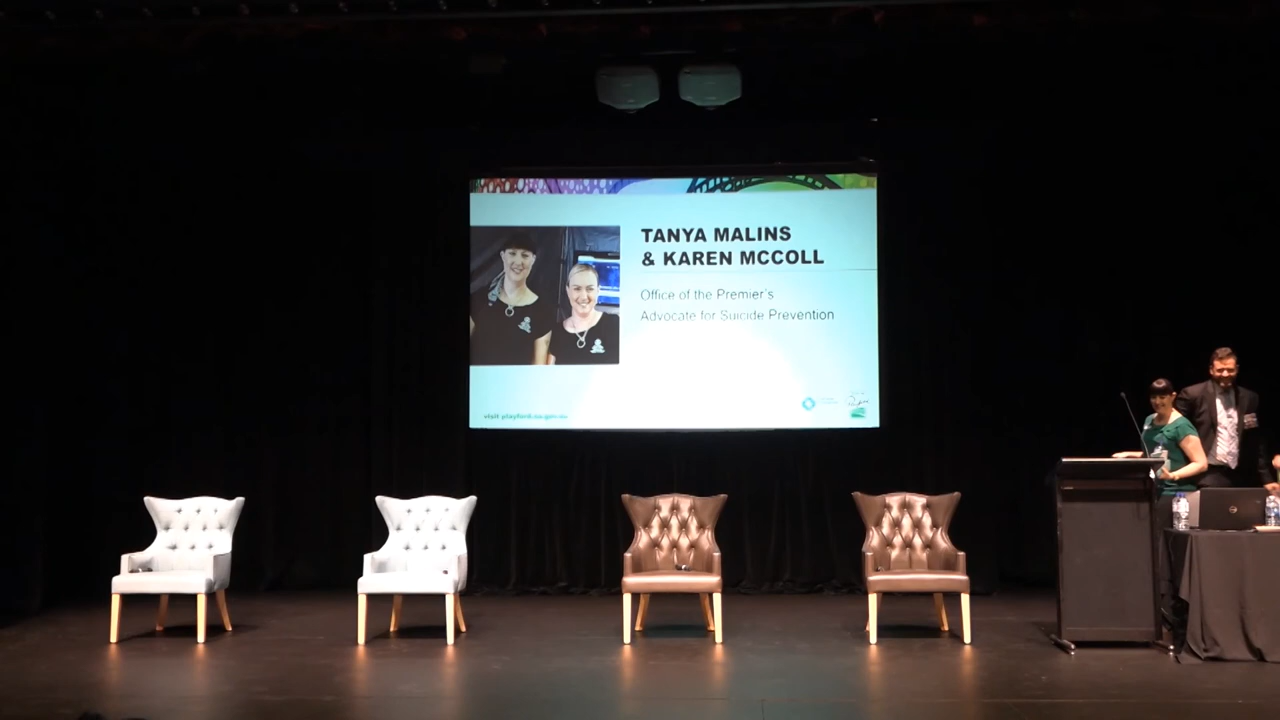 TANYA MALINS
& KAREN MCCOLL
Office of the Premier's
Advocate for Suicide Prevention
visit playford.sa.gov.au